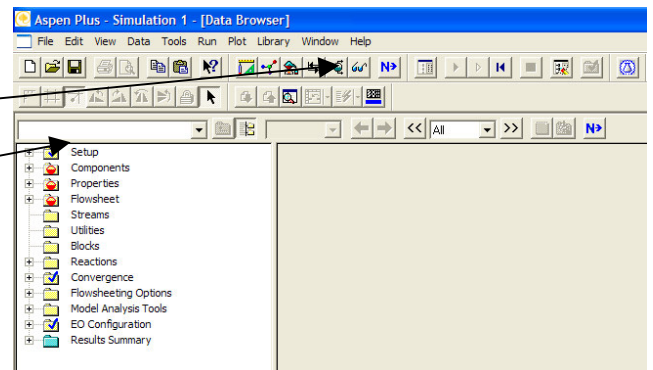 Aspen Plus - Simulation 1 - [Data Browser]
File Edit View Data Tools Run Plot Library Window Help
N>
<< All >> N>
Setup
Components
Properties
Flowsheet
Streams
Utilities
Blocks
Reactions
Convergence
Flowsheeting Options
Model Analysis Tools
EO Configuration
Results Summary